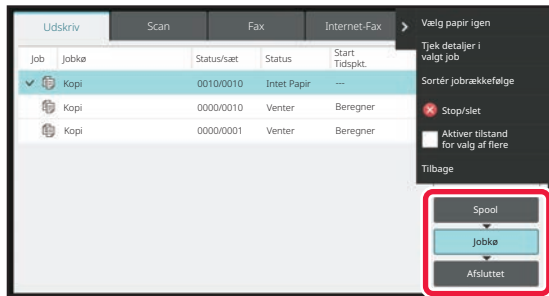 Udskriv Scan Fax Internet-Fax
Job Jobkø Status/sæt Status Start
Tidspkt.
Kopi 0010/0010 Intet Papir ---
Kopi 0000/0010 Venter Beregner
Kopi 0000/0001 Venter Beregner
Vælg papir igen
Tjek detaljer i
valgt job
Sortér jobrækkefølge
Stop/slet
Aktiver tilstand
for valg af flere
Tilbage
Spool
Jobkø
Afsluttet